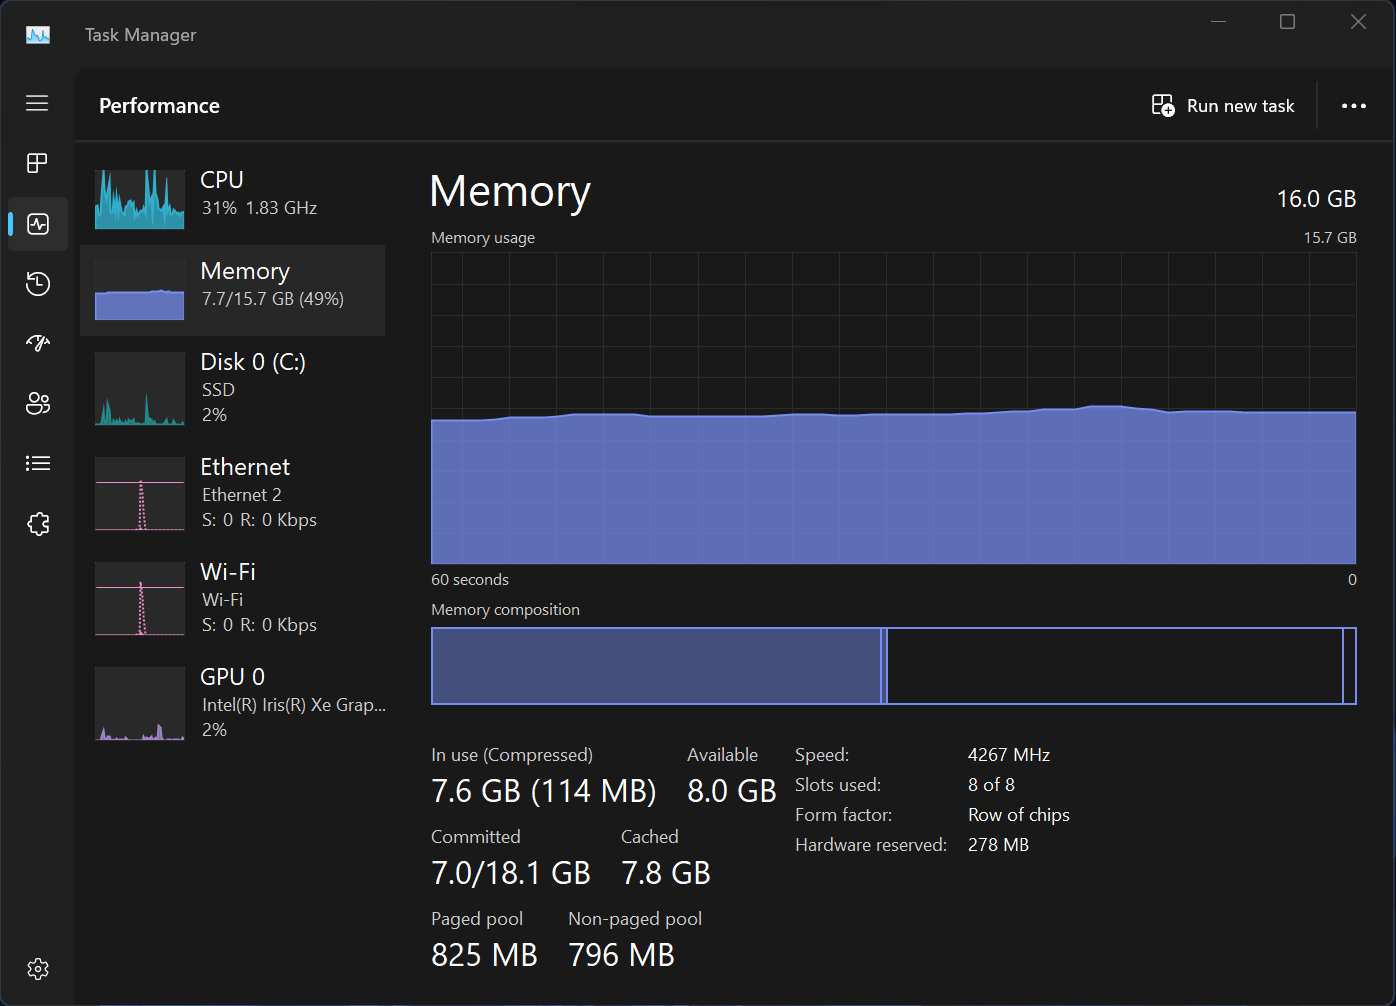 Task Manager
Performance
Run new task
CPU
31% 1.83 GHz
Memory
7.7/15.7 GB (49%)
Disk 0 (C:)
SSD
2%
Ethernet
Ethernet 2
S: 0 R: 0 Kbps
Wi-Fi
Wi-Fi
S: 0 R: 0 Kbps
GPU 0
Intel(R) Iris(R) Xe Grap...
2%
Memory
16.0 GB
Memory usage
15.7 GB
60 seconds
0
Memory composition
In use (Compressed)
7.6 GB (114 MB)
Available
8.0 GB
Committed
7.0/18.1 GB
Cached
7.8 GB
Paged pool
825 MB
Non-paged pool
796 MB
Speed: 4267 MHz
Slots used: 8 of 8
Form factor: Row of chips
Hardware reserved: 278 MB